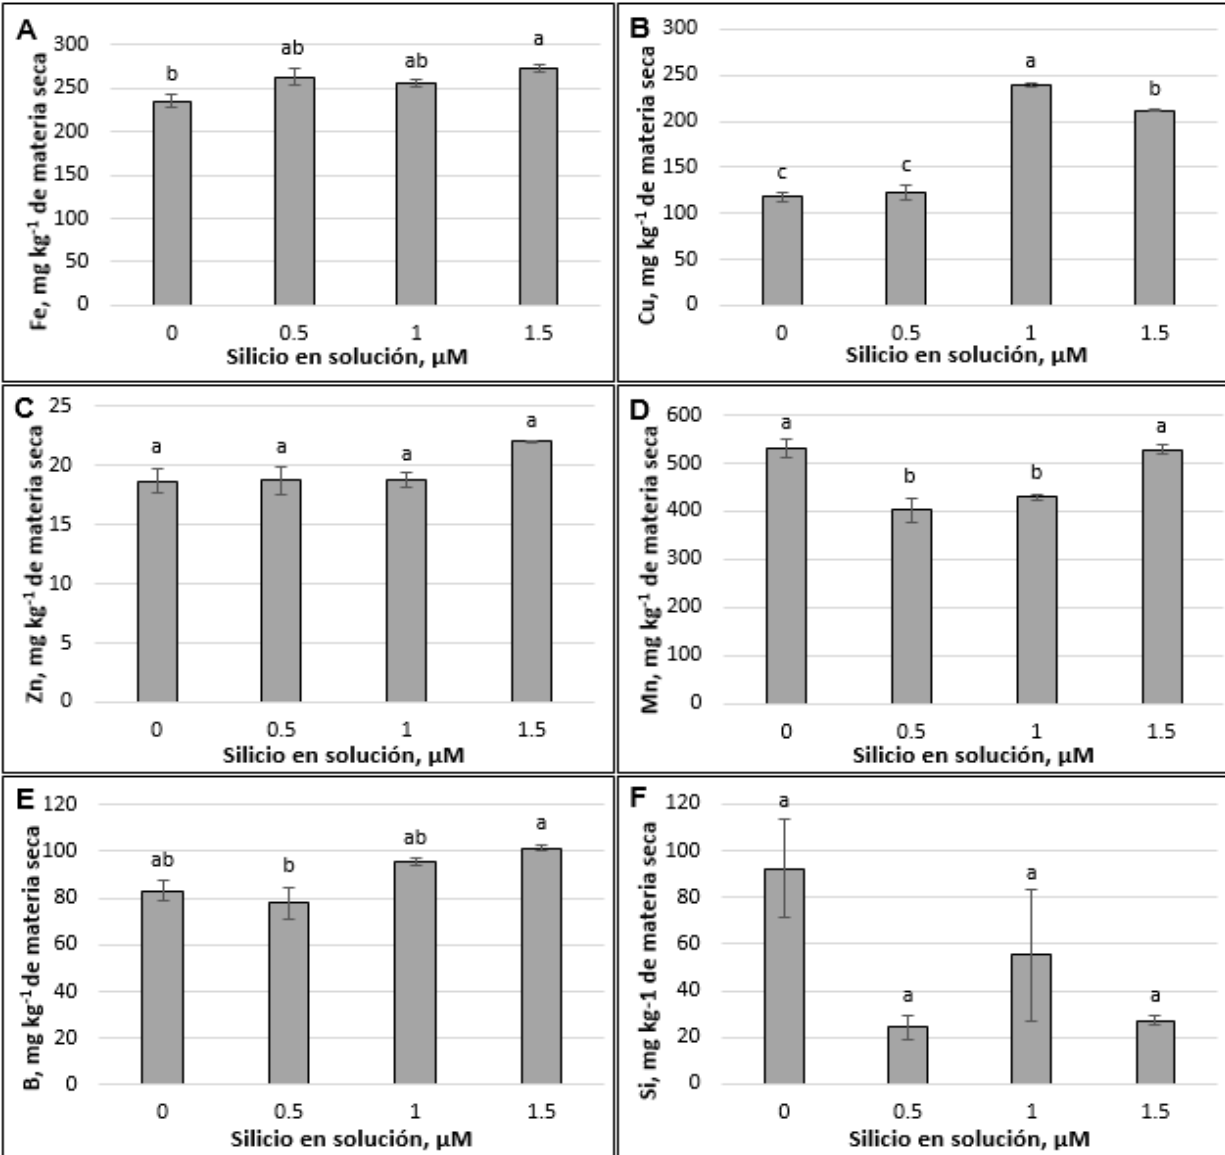 A
Fe, mg kg⁻¹ de materia seca
300
250
200
150
100
50
0
b
ab
ab
a
0 0.5 1 1.5
Silicio en solución, µM
B
Cu, mg kg⁻¹ de materia seca
300
250
200
150
100
50
0
c
c
a
b
0 0.5 1 1.5
Silicio en solución, µM
C
Zn, mg kg⁻¹ de materia seca
25
20
15
10
5
0
a
a
a
a
0 0.5 1 1.5
Silicio en solución, µM
D
Mn, mg kg⁻¹ de materia seca
600
500
400
300
200
100
0
a
b
b
a
0 0.5 1 1.5
Silicio en solución, µM
E
B, mg kg⁻¹ de materia seca
120
100
80
60
40
20
0
ab
b
ab
a
0 0.5 1 1.5
Silicio en solución, µM
F
Si, mg kg-1 de materia seca
120
100
80
60
40
20
0
a
a
a
a
0 0.5 1 1.5
Silicio en solución, µM